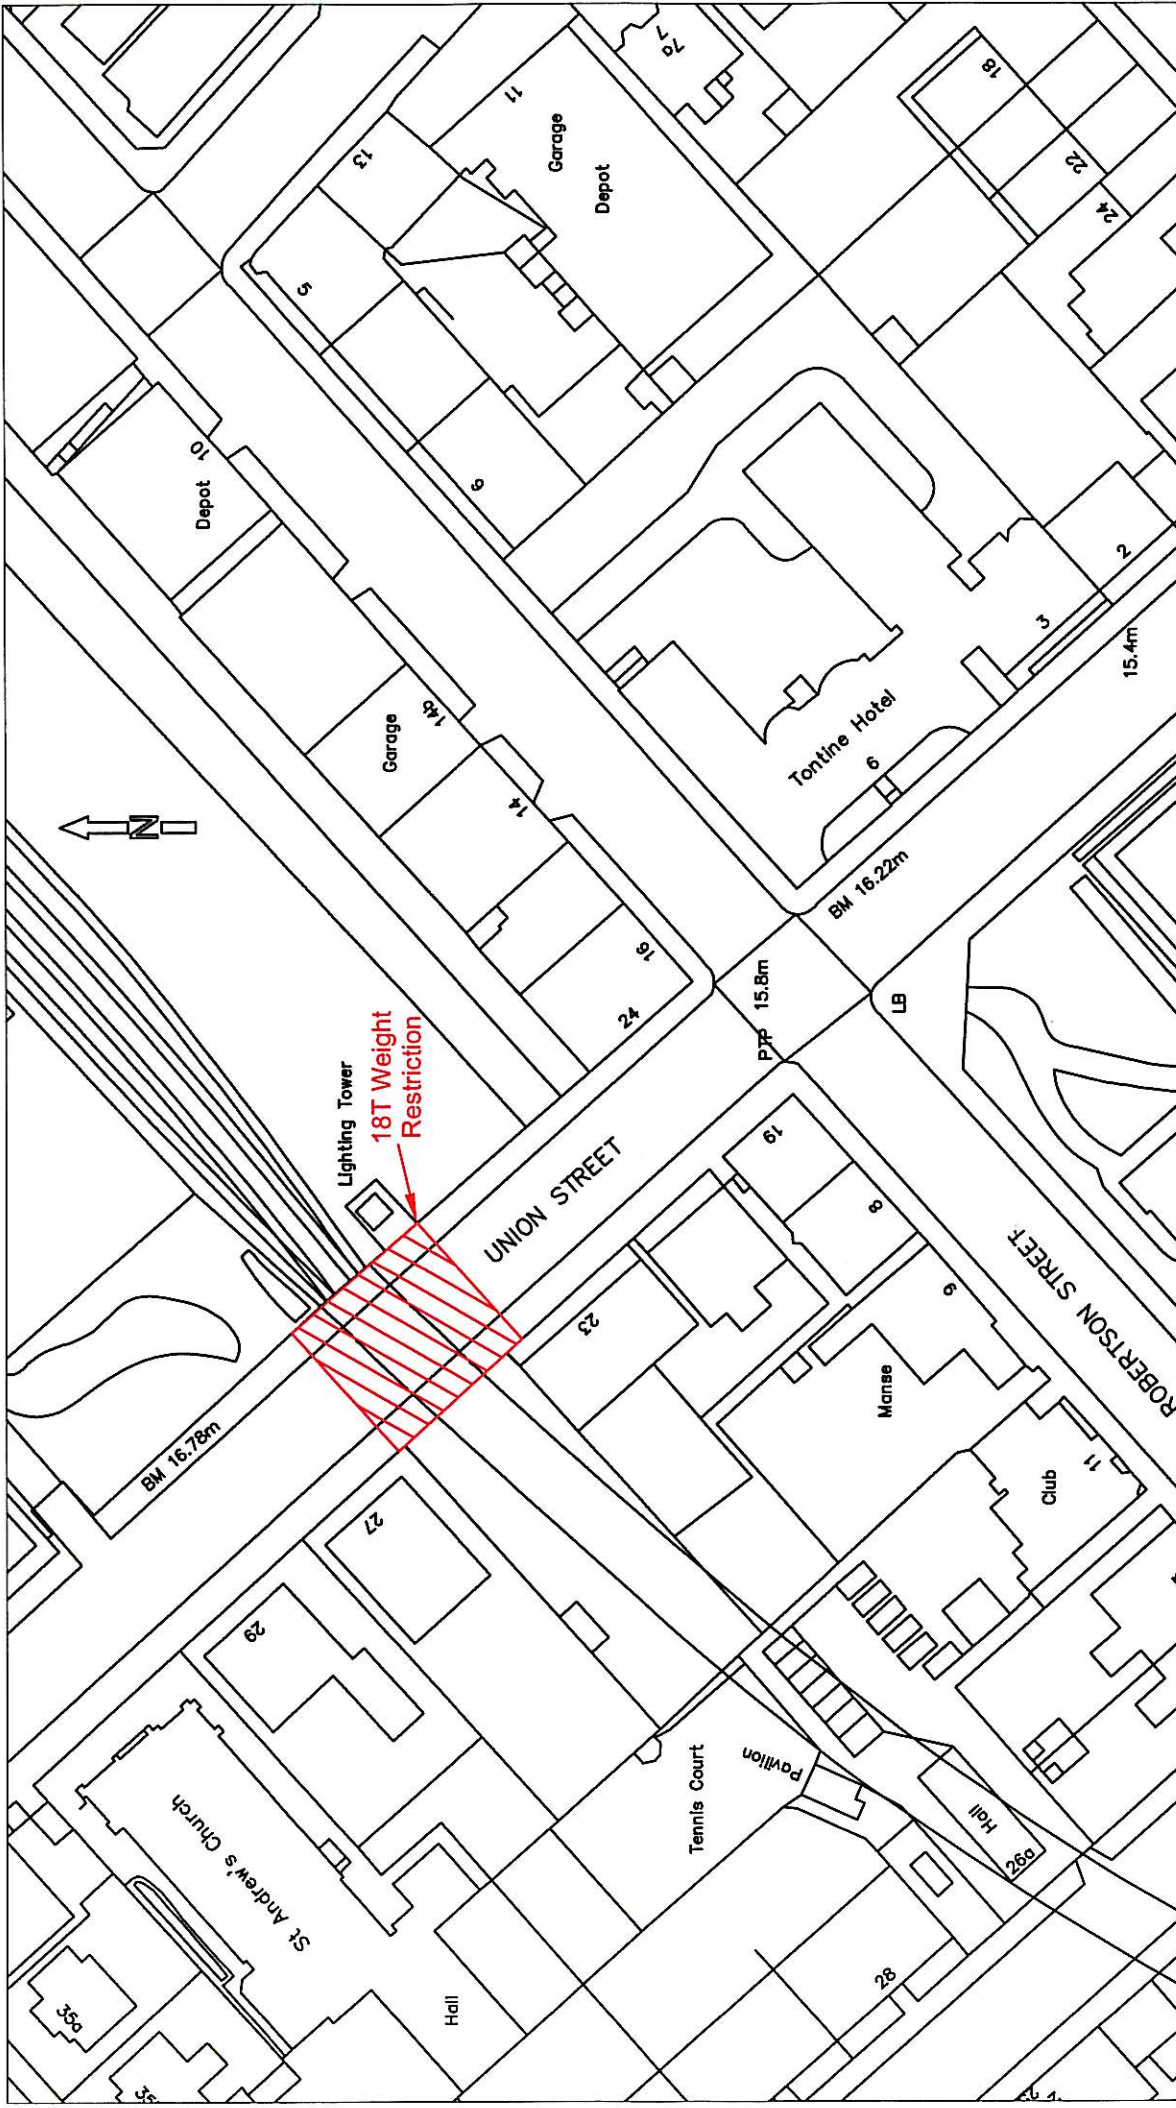 35a
35
St Andrew's Church
Hall
29
27
BM 16.78m
N
Depot
10
Garage
14b
14
16
24
Lighting Tower
18T Weight
Restriction
UNION STREET
23
Tennis Court
Pavilion
28
Hall
26a
Manse
9
8
19
Club
11
ROBERTSON STREET
PTP 15.8m
LB
BM 16.22m
Tontine Hotel
6
3
2
15.4m
5
9
13
11
Garage
Depot
7a
7
18
22
24